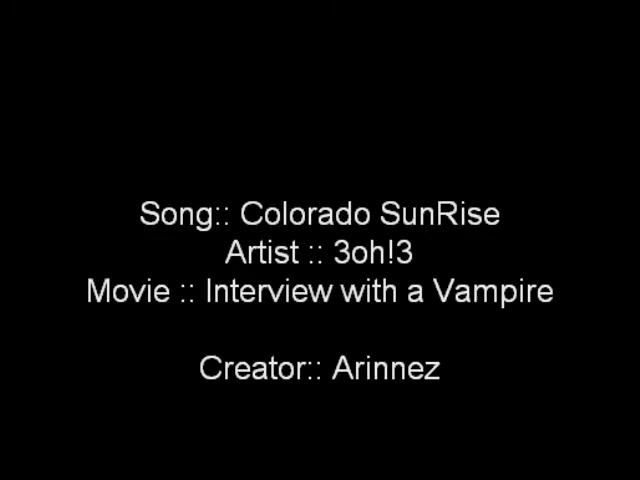 Song:: Colorado SunRise
Artist :: 3oh!3
Movie :: Interview with a Vampire
Creator:: Arinnez